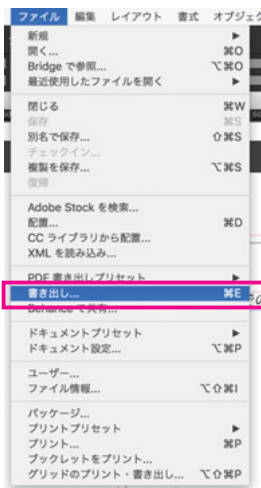 ファイル 編集 レイアウト 書式 オブジェク
新規 ▶
開く... ⌘O
Bridge で参照... ⌥⌘O
最近使用したファイルを開く ▶
閉じる ⌘W
保存 ⌘S
別名で保存... ⇧⌘S
チェックイン...
複製を保存... ⌥⌘S
復帰
Adobe Stock を検索...
配置... ⌘D
CC ライブラリから配置...
XML を読み込み...
PDF 書き出しプリセット ▶
書き出し... ⌘E
Behance で共有...
ドキュメントプリセット ▶
ドキュメント設定... ⌥⌘P
ユーザー...
ファイル情報... ⌥⇧⌘I
パッケージ...
プリントプリセット ▶
プリント... ⌘P
ブックレットをプリント...
グリッドのプリント・書き出し... ⌥⇧⌘P